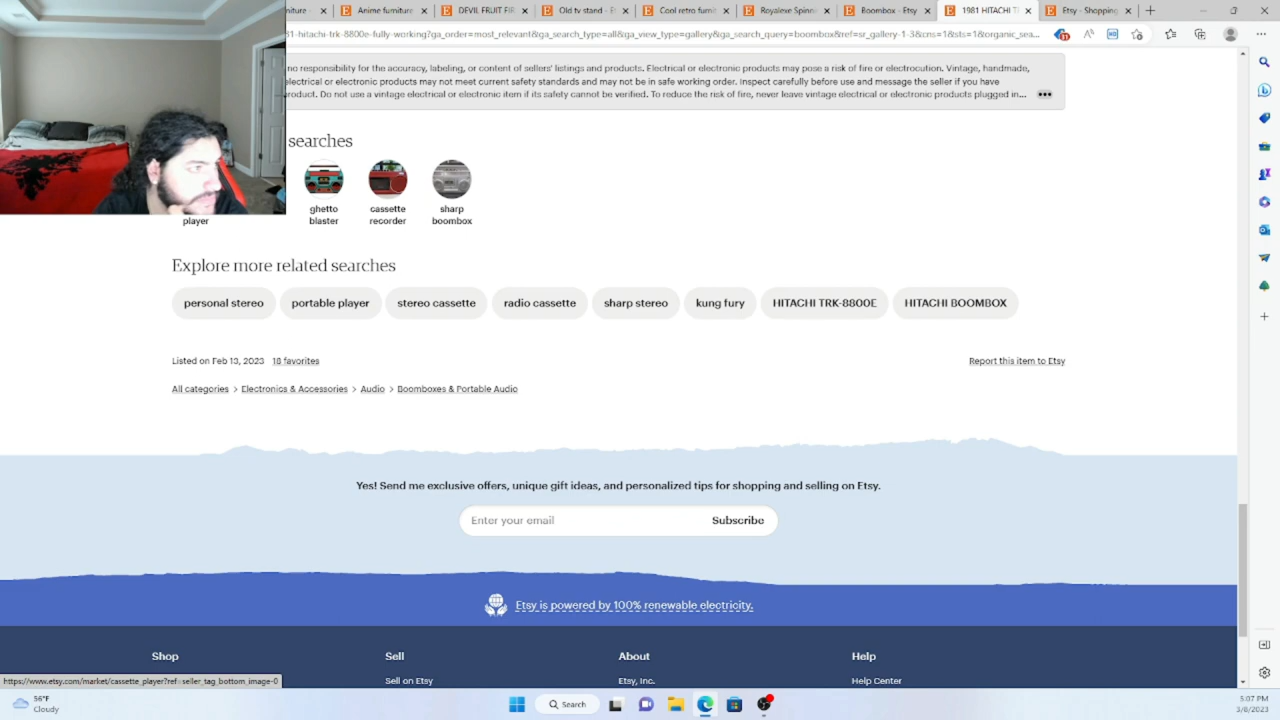 niture -
Anime furniture
DEVIL FRUIT FIR
Old tv stand - E
Cool retro furni
Royalexe Spinni
Boombox - Etsy
1981 HITACHI T
Etsy - Shopping
81-hitachi-trk-8800e-fully-working?ga_order=most_relevant&ga_search_type=all&ga_view_type=gallery&ga_search_query=boombox&ref=sr_gallery-1-3&cns=1&sts=1&organic_sea...
no responsibility for the accuracy, labeling, or content of sellers' listings and products. Electrical or electronic products may pose a risk of fire or electrocution. Vintage, handmade,
electrical or electronic products may not meet current safety standards and may not be in safe working order. Inspect carefully before use and message the seller if you have
product. Do not use a vintage electrical or electronic item if its safety cannot be verified. To reduce the risk of fire, never leave vintage electrical or electronic products plugged in...
searches
player
ghetto
blaster
cassette
recorder
sharp
boombox
Explore more related searches
personal stereo
portable player
stereo cassette
radio cassette
sharp stereo
kung fury
HITACHI TRK-8800E
HITACHI BOOMBOX
Listed on Feb 13, 2023 18 favorites
Report this item to Etsy
All categories > Electronics & Accessories > Audio > Boomboxes & Portable Audio
Yes! Send me exclusive offers, unique gift ideas, and personalized tips for shopping and selling on Etsy.
Enter your email
Subscribe
Etsy is powered by 100% renewable electricity.
Shop
Sell
About
Help
Sell on Etsy
Etsy, Inc.
Help Center
https://www.etsy.com/market/cassette_player?ref=seller_tag_bottom_image-0
56°F
Cloudy
Search
5:07 PM
3/8/2023